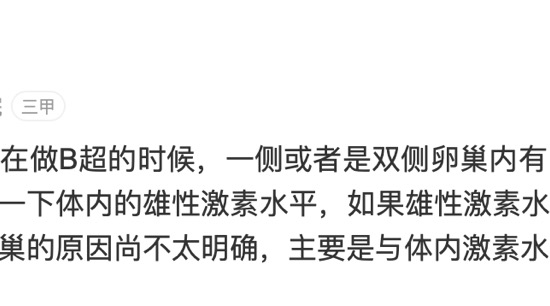 三甲
在做B超的时候，一侧或者是双侧卵巢内有
一下体内的雄性激素水平，如果雄性激素水
巢的原因尚不太明确，主要是与体内激素水